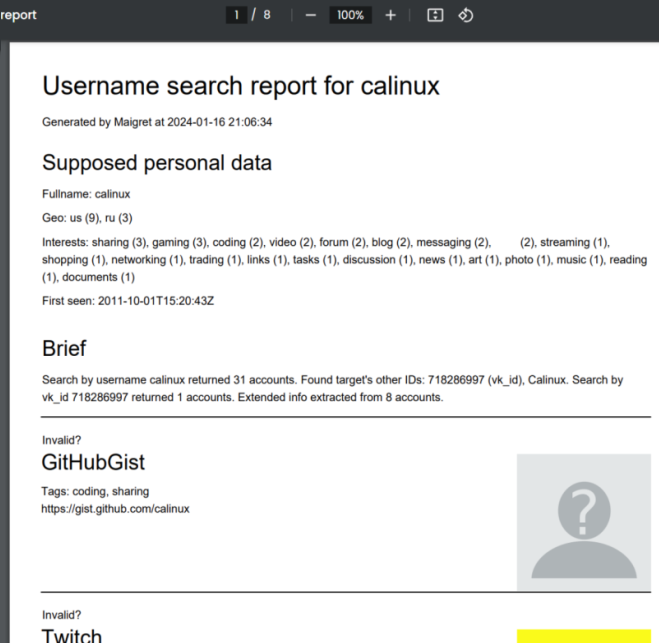 report
1 / 8
100%
Username search report for calinux
Generated by Maigret at 2024-01-16 21:06:34
Supposed personal data
Fullname: calinux
Geo: us (9), ru (3)
Interests: sharing (3), gaming (3), coding (2), video (2), forum (2), blog (2), messaging (2), (2), streaming (1),
shopping (1), networking (1), trading (1), links (1), tasks (1), discussion (1), news (1), art (1), photo (1), music (1), reading
(1), documents (1)
First seen: 2011-10-01T15:20:43Z
Brief
Search by username calinux returned 31 accounts. Found target's other IDs: 718286997 (vk_id), Calinux. Search by
vk_id 718286997 returned 1 accounts. Extended info extracted from 8 accounts.
Invalid?
GitHubGist
Tags: coding, sharing
https://gist.github.com/calinux
Invalid?
Twitch